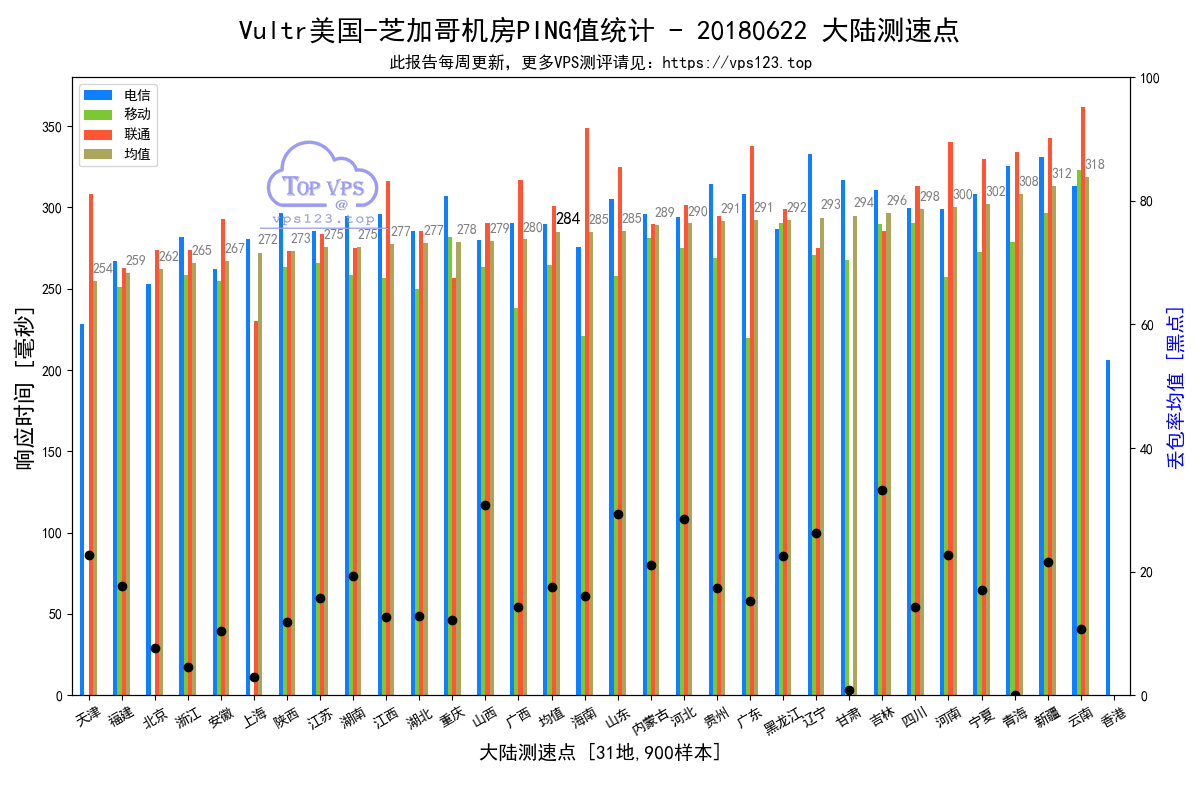 Vultr美国-芝加哥机房PING值统计 - 20180622 大陆测速点
此报告每周更新，更多VPS测评请见：https://vps123.top
电信
移动
联通
均值
Top VPS
@
vps123.top
响应时间 [毫秒]
350
300
250
200
150
100
50
0
254 259 262 265 267 272 273 275 275 277 277 278 279 280 284 285 285 289 290 291 291 292 293 294 296 298 300 302 308 312 318
100
80
60
40
20
0
丢包率均值 [黑点]
天津 福建 北京 浙江 安徽 上海 陕西 江苏 湖南 江西 湖北 重庆 山西 广西 均值 海南 山东 内蒙古 河北 贵州 广东 黑龙江 辽宁 甘肃 吉林 四川 河南 宁夏 青海 新疆 云南 香港
大陆测速点 [31地,900样本]